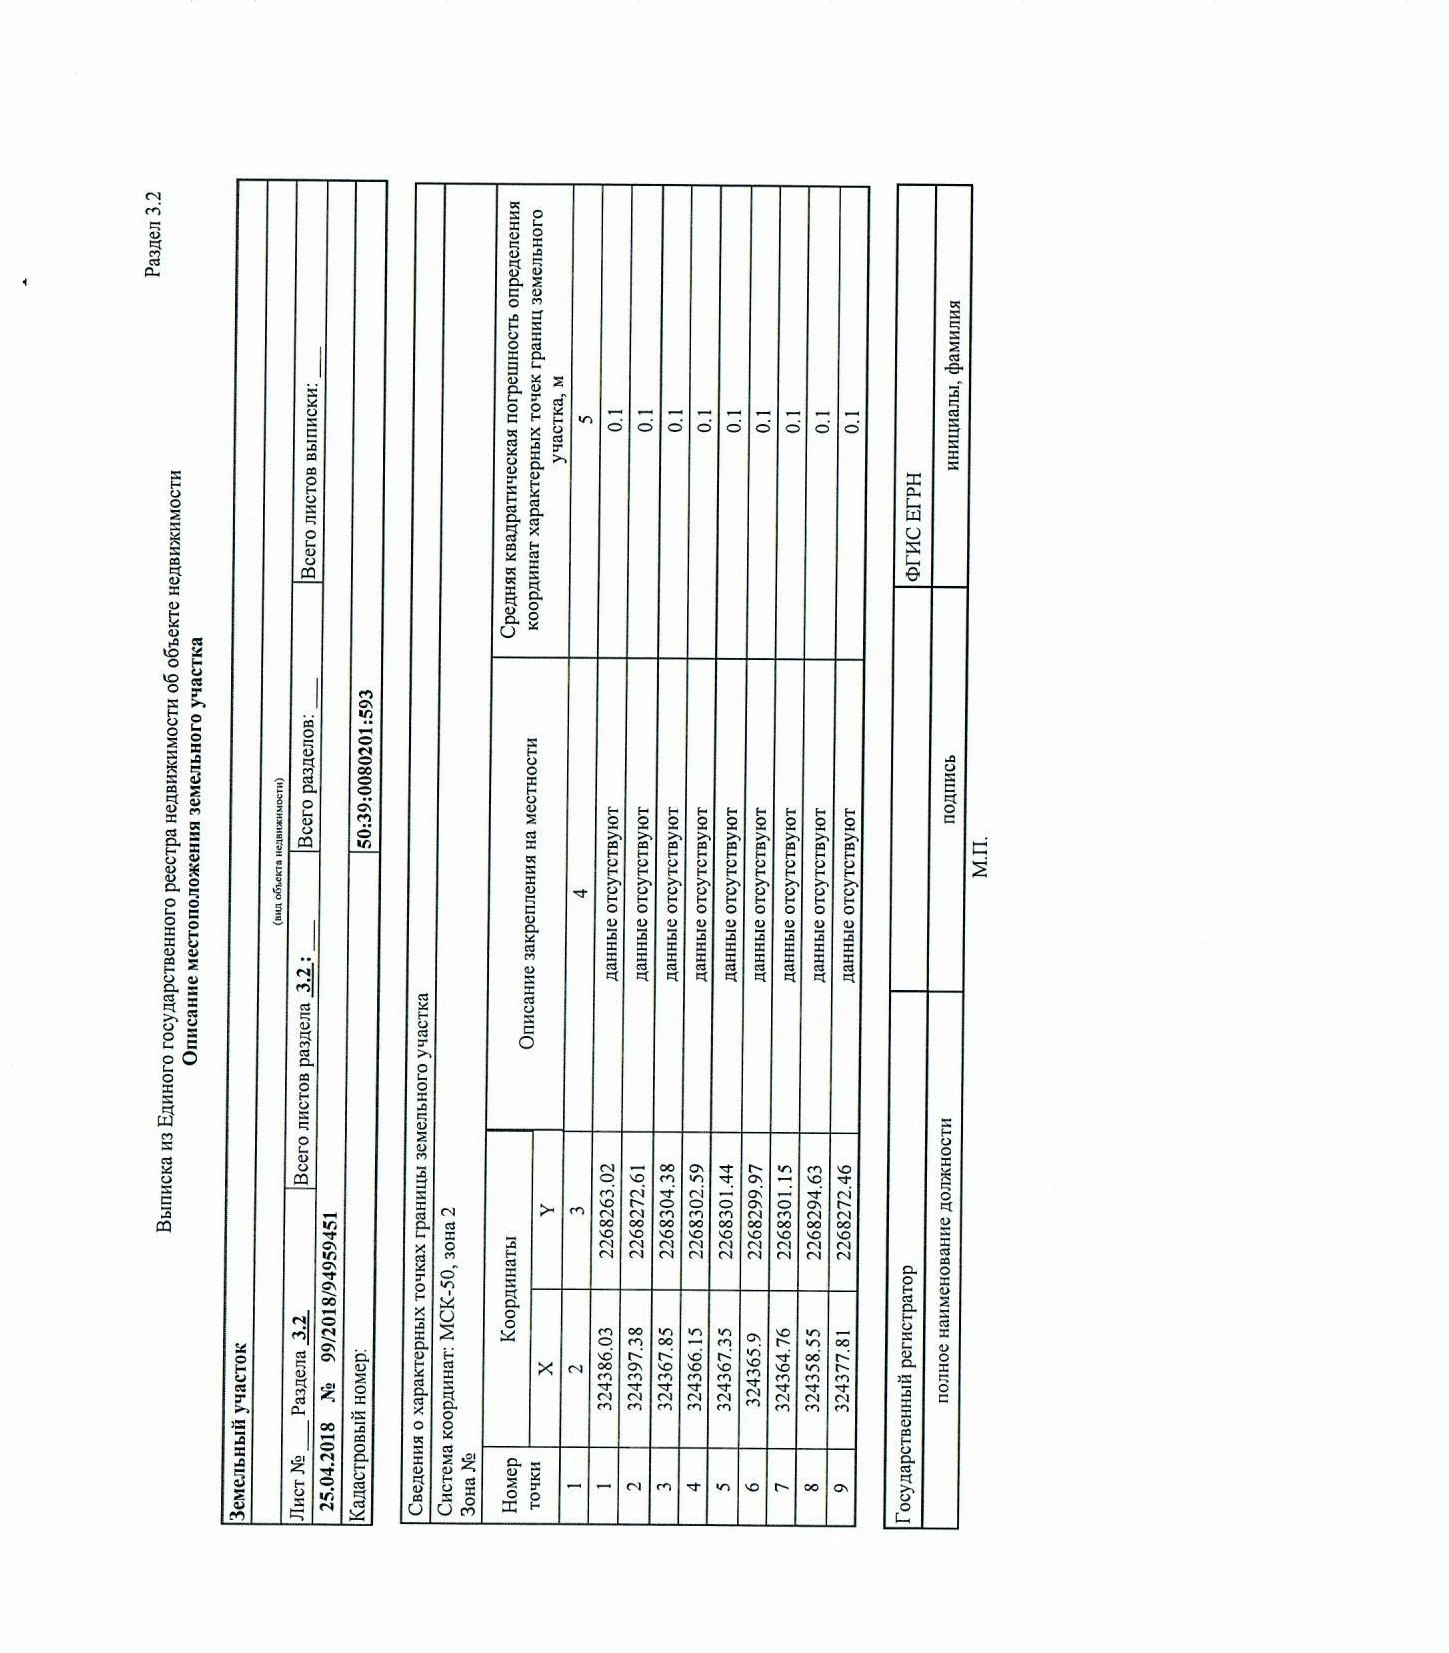 Раздел 3.2
Выписка из Единого государственного реестра недвижимости об объекте недвижимости
Описание местоположения земельного участка
Земельный участок
(вид объекта недвижимости)
Лист № ___ Раздела 3.2 Всего листов раздела 3.2 : ___ Всего разделов: ___ Всего листов выписки: ___
25.04.2018 № 99/2018/94959451
Кадастровый номер: 50:39:0080201:593
Сведения о характерных точках границы земельного участка
Система координат: МСК-50, зона 2
Зона №
Номер точки Координаты Описание закрепления на местности Средняя квадратическая погрешность определения
координат характерных точек границ земельного
участка, м
X Y
1 2 3 4 5
1 324386.03 2268263.02 данные отсутствуют 0.1
2 324397.38 2268272.61 данные отсутствуют 0.1
3 324367.85 2268304.38 данные отсутствуют 0.1
4 324366.15 2268302.59 данные отсутствуют 0.1
5 324367.35 2268301.44 данные отсутствуют 0.1
6 324365.9 2268299.97 данные отсутствуют 0.1
7 324364.76 2268301.15 данные отсутствуют 0.1
8 324358.55 2268294.63 данные отсутствуют 0.1
9 324377.81 2268272.46 данные отсутствуют 0.1
Государственный регистратор ФГИС ЕГРН
полное наименование должности подпись инициалы, фамилия
М.П.